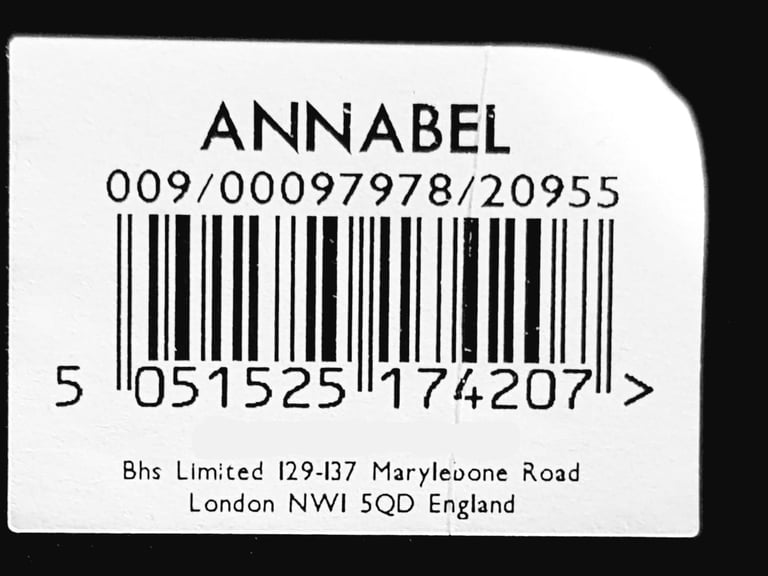 ANNABEL
009/00097978/20955
5 051525 174207 >
Bhs Limited 129-137 Marylebone Road
London NW1 5QD England